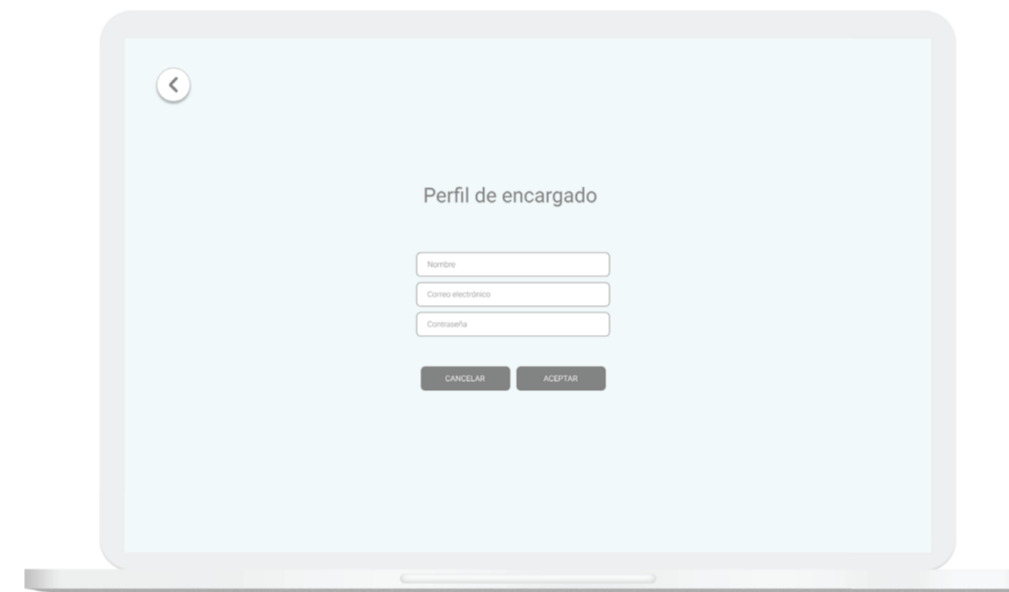 Perfil de encargado
Nombre
Correo electrónico
Contraseña
CANCELAR ACEPTAR